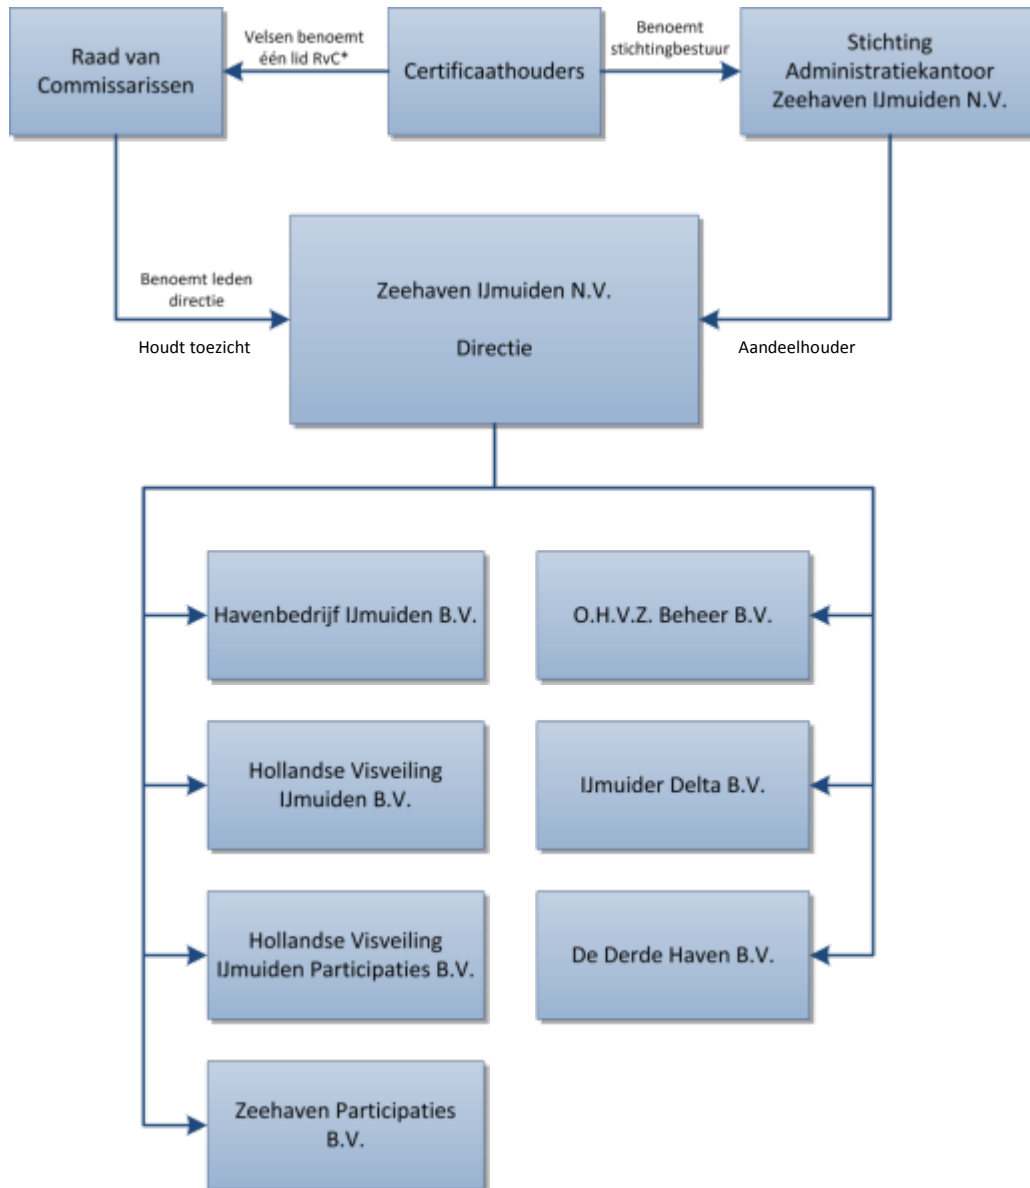 Raad van
Commissarissen
Velsen benoemt
één lid RvC*
Certificaathouders
Benoemt
stichtingbestuur
Stichting
Administratiekantoor
Zeehaven IJmuiden N.V.
Benoemt leden
directie
Houdt toezicht
Zeehaven IJmuiden N.V.
Directie
Aandeelhouder
Havenbedrijf IJmuiden B.V.
O.H.V.Z. Beheer B.V.
Hollandse Visveiling
IJmuiden B.V.
IJmuider Delta B.V.
Hollandse Visveiling
IJmuiden Participaties B.V.
De Derde Haven B.V.
Zeehaven Participaties
B.V.